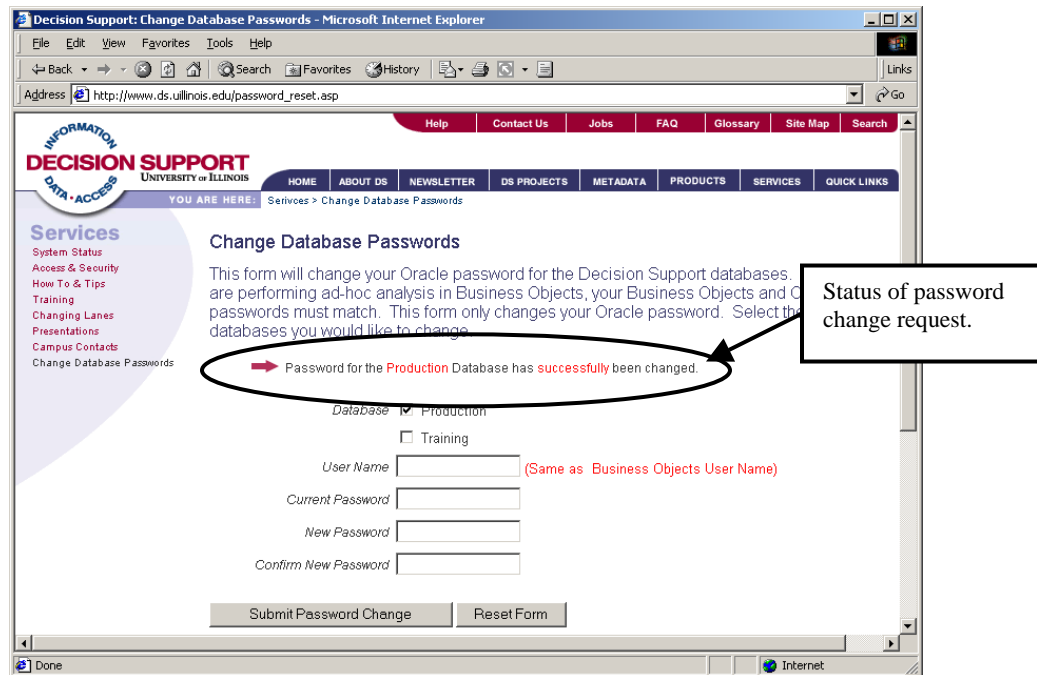 Decision Support: Change Database Passwords - Microsoft Internet Explorer
File Edit View Favorites Tools Help
Back Search Favorites History Links
Address http://www.ds.uillinois.edu/password_reset.asp Go
Help Contact Us Jobs FAQ Glossary Site Map Search
INFORMATION
DECISION SUPPORT
UNIVERSITY OF ILLINOIS
DATA • ACCESS
HOME ABOUT DS NEWSLETTER DS PROJECTS METADATA PRODUCTS SERVICES QUICK LINKS
YOU ARE HERE: Serivces > Change Database Passwords
Services
System Status
Access & Security
How To & Tips
Training
Changing Lanes
Presentations
Campus Contacts
Change Database Passwords
Change Database Passwords
This form will change your Oracle password for the Decision Support databases.
are performing ad-hoc analysis in Business Objects, your Business Objects and O
passwords must match. This form only changes your Oracle password. Select the
databases you would like to change.
Status of password
change request.
Password for the Production Database has successfully been changed.
Database Production
Training
User Name (Same as Business Objects User Name)
Current Password
New Password
Confirm New Password
Submit Password Change Reset Form
Done Internet